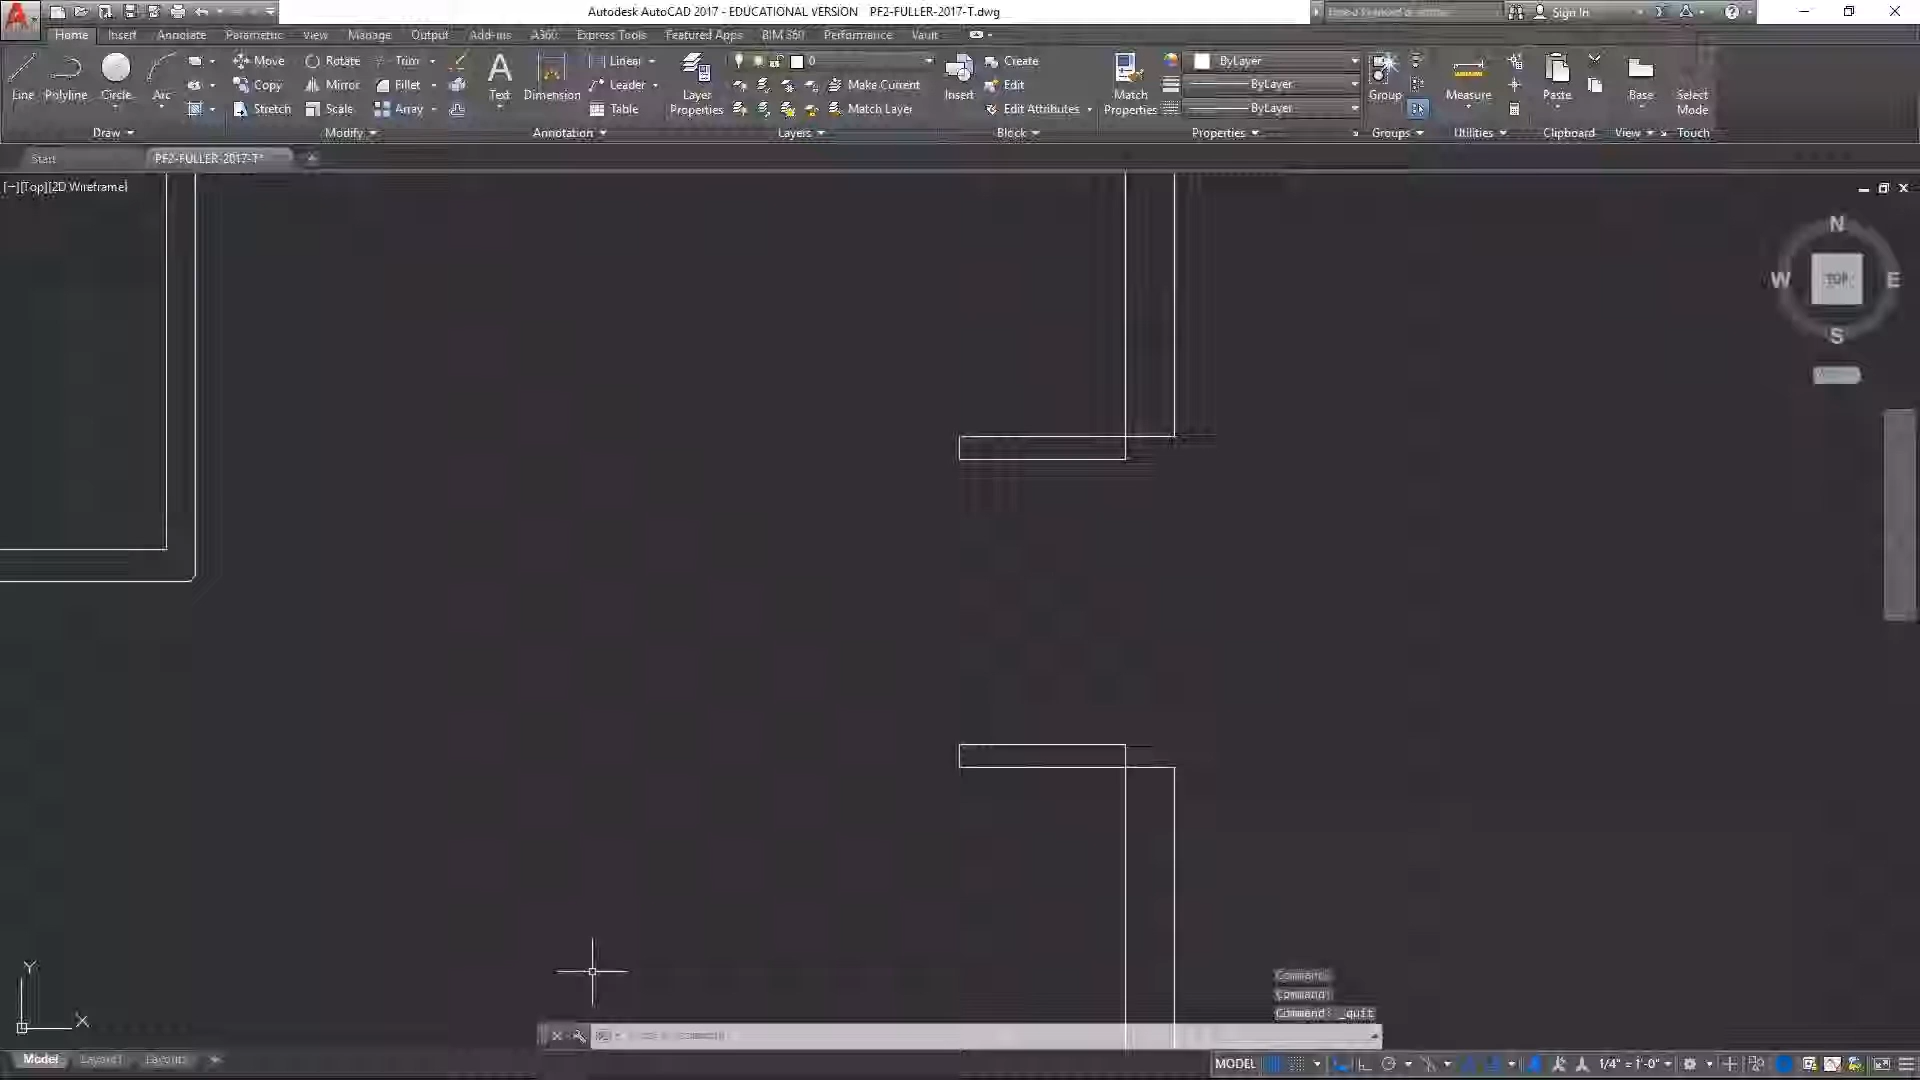 Autodesk AutoCAD 2017 - EDUCATIONAL VERSION PF2-FULLER-2017-T.dwg
Sign In
Home Insert Annotate Parametric View Manage Output Add-ins A360 Express Tools Featured Apps BIM 360 Performance Vault
Move Rotate Trim Linear 0 Create ByLayer
Copy Mirror Fillet Leader Make Current Edit ByLayer
Line Polyline Circle Arc Text Dimension Layer Properties Insert Match Properties Group Measure Paste Base Select Mode
Stretch Scale Array Table Match Layer Edit Attributes ByLayer
Draw Modify Annotation Layers Block Properties Groups Utilities Clipboard View Touch
Start PF2-FULLER-2017-T*
[−][Top][2D Wireframe]
N
W TOP E
S
Y
X
Command:
Command:
Command: _quit
Model Layout1
MODEL 1/4" = 1'-0"